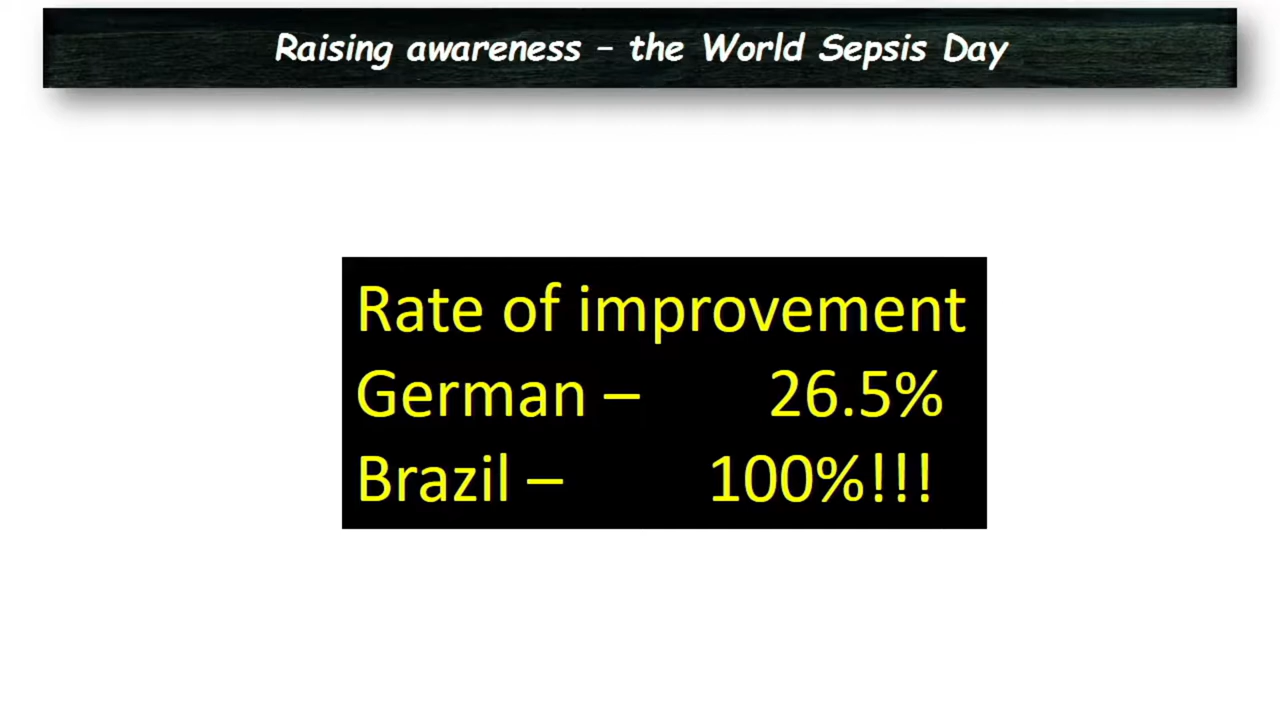 Raising awareness – the World Sepsis Day
Rate of improvement
German – 26.5%
Brazil – 100%!!!